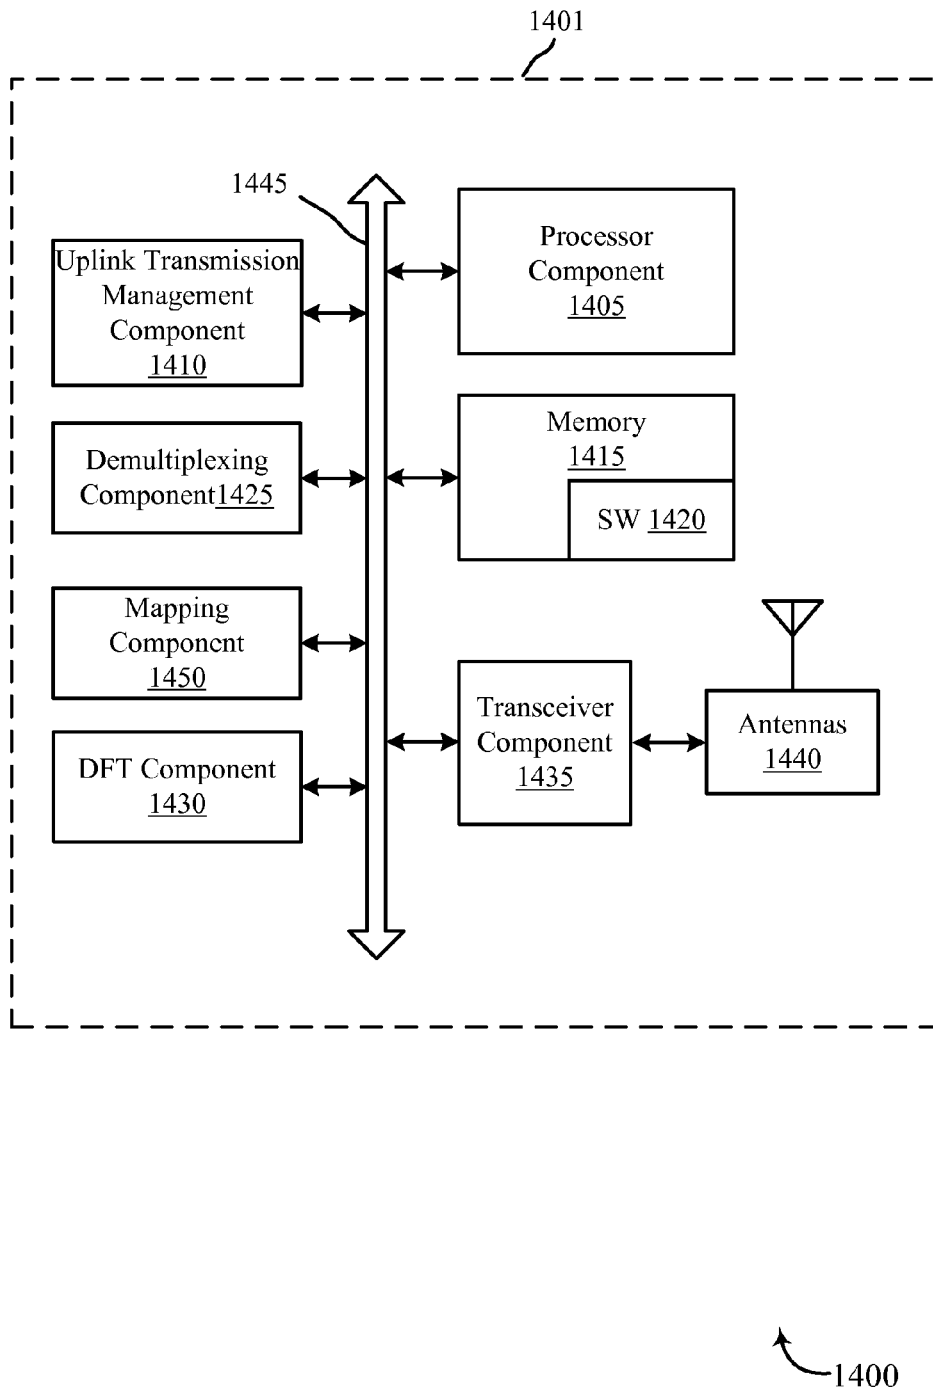 1401
1445
Uplink Transmission
Management
Component
1410
Demultiplexing
Component1425
Mapping
Component
1450
DFT Component
1430
Processor
Component
1405
Memory
1415
SW 1420
Transceiver
Component
1435
Antennas
1440
1400